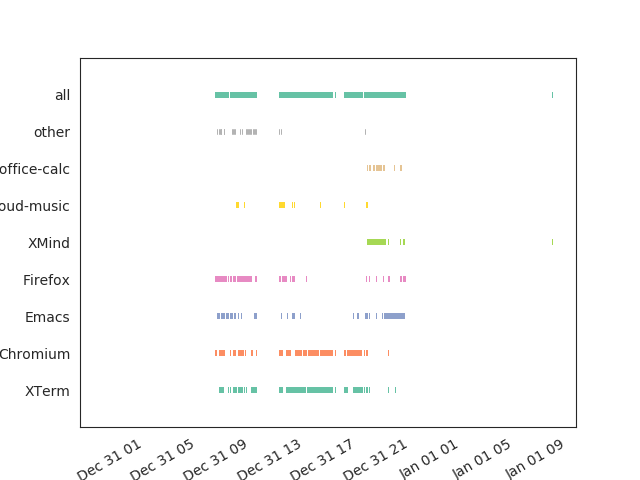 all
other
office-calc
oud-music
XMind
Firefox
Emacs
Chromium
XTerm
Dec 31 01 Dec 31 05 Dec 31 09 Dec 31 13 Dec 31 17 Dec 31 21 Jan 01 01 Jan 01 05 Jan 01 09